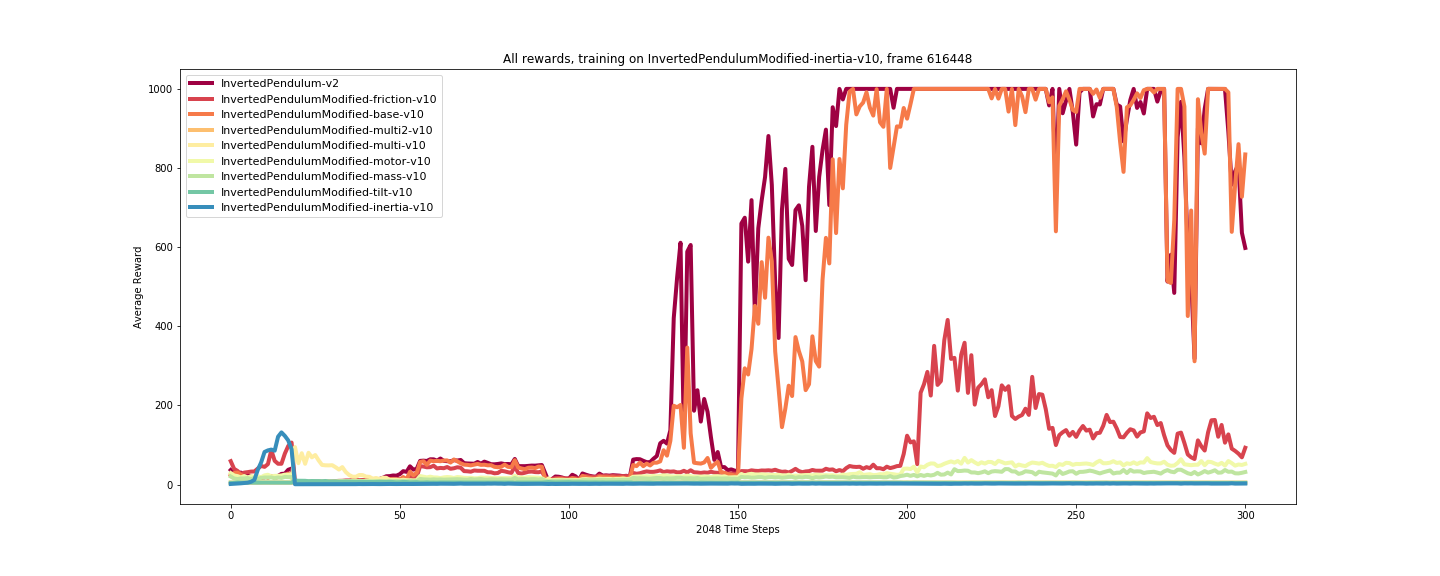 All rewards, training on InvertedPendulumModified-inertia-v10, frame 616448
InvertedPendulum-v2
InvertedPendulumModified-friction-v10
InvertedPendulumModified-base-v10
InvertedPendulumModified-multi2-v10
InvertedPendulumModified-multi-v10
InvertedPendulumModified-motor-v10
InvertedPendulumModified-mass-v10
InvertedPendulumModified-tilt-v10
InvertedPendulumModified-inertia-v10
Average Reward
1000
800
600
400
200
0
0 50 100 150 200 250 300
2048 Time Steps